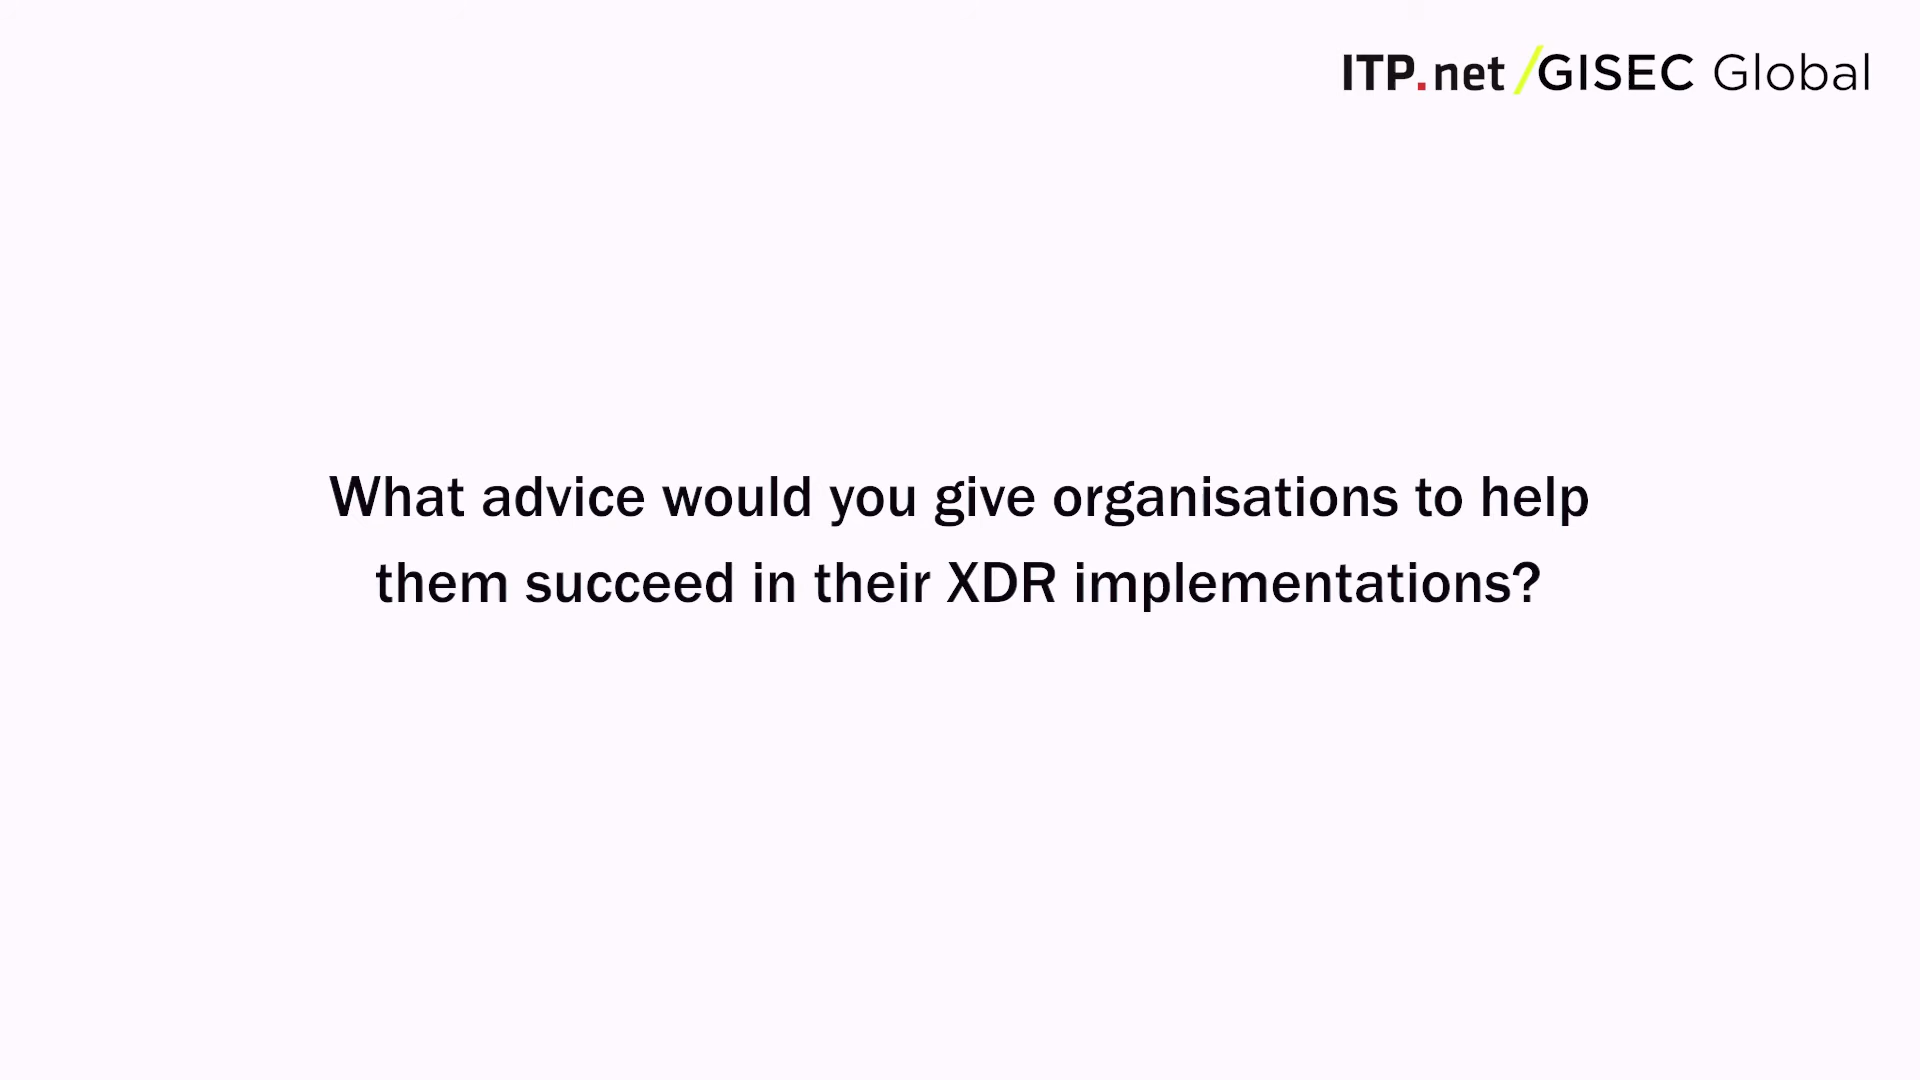 ITP.net /GISEC Global
What advice would you give organisations to help
them succeed in their XDR implementations?